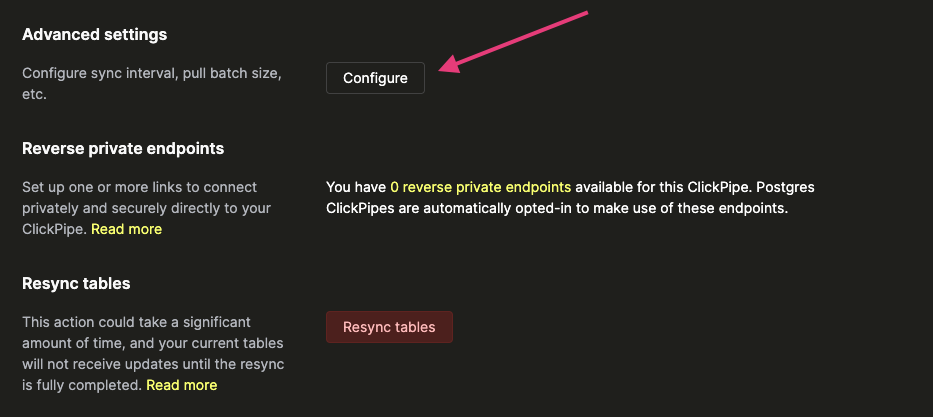 Advanced settings
Configure sync interval, pull batch size,
etc.
Configure
Reverse private endpoints
Set up one or more links to connect
privately and securely directly to your
ClickPipe. Read more
You have 0 reverse private endpoints available for this ClickPipe. Postgres
ClickPipes are automatically opted-in to make use of these endpoints.
Resync tables
This action could take a significant
amount of time, and your current tables
will not receive updates until the resync
is fully completed. Read more
Resync tables